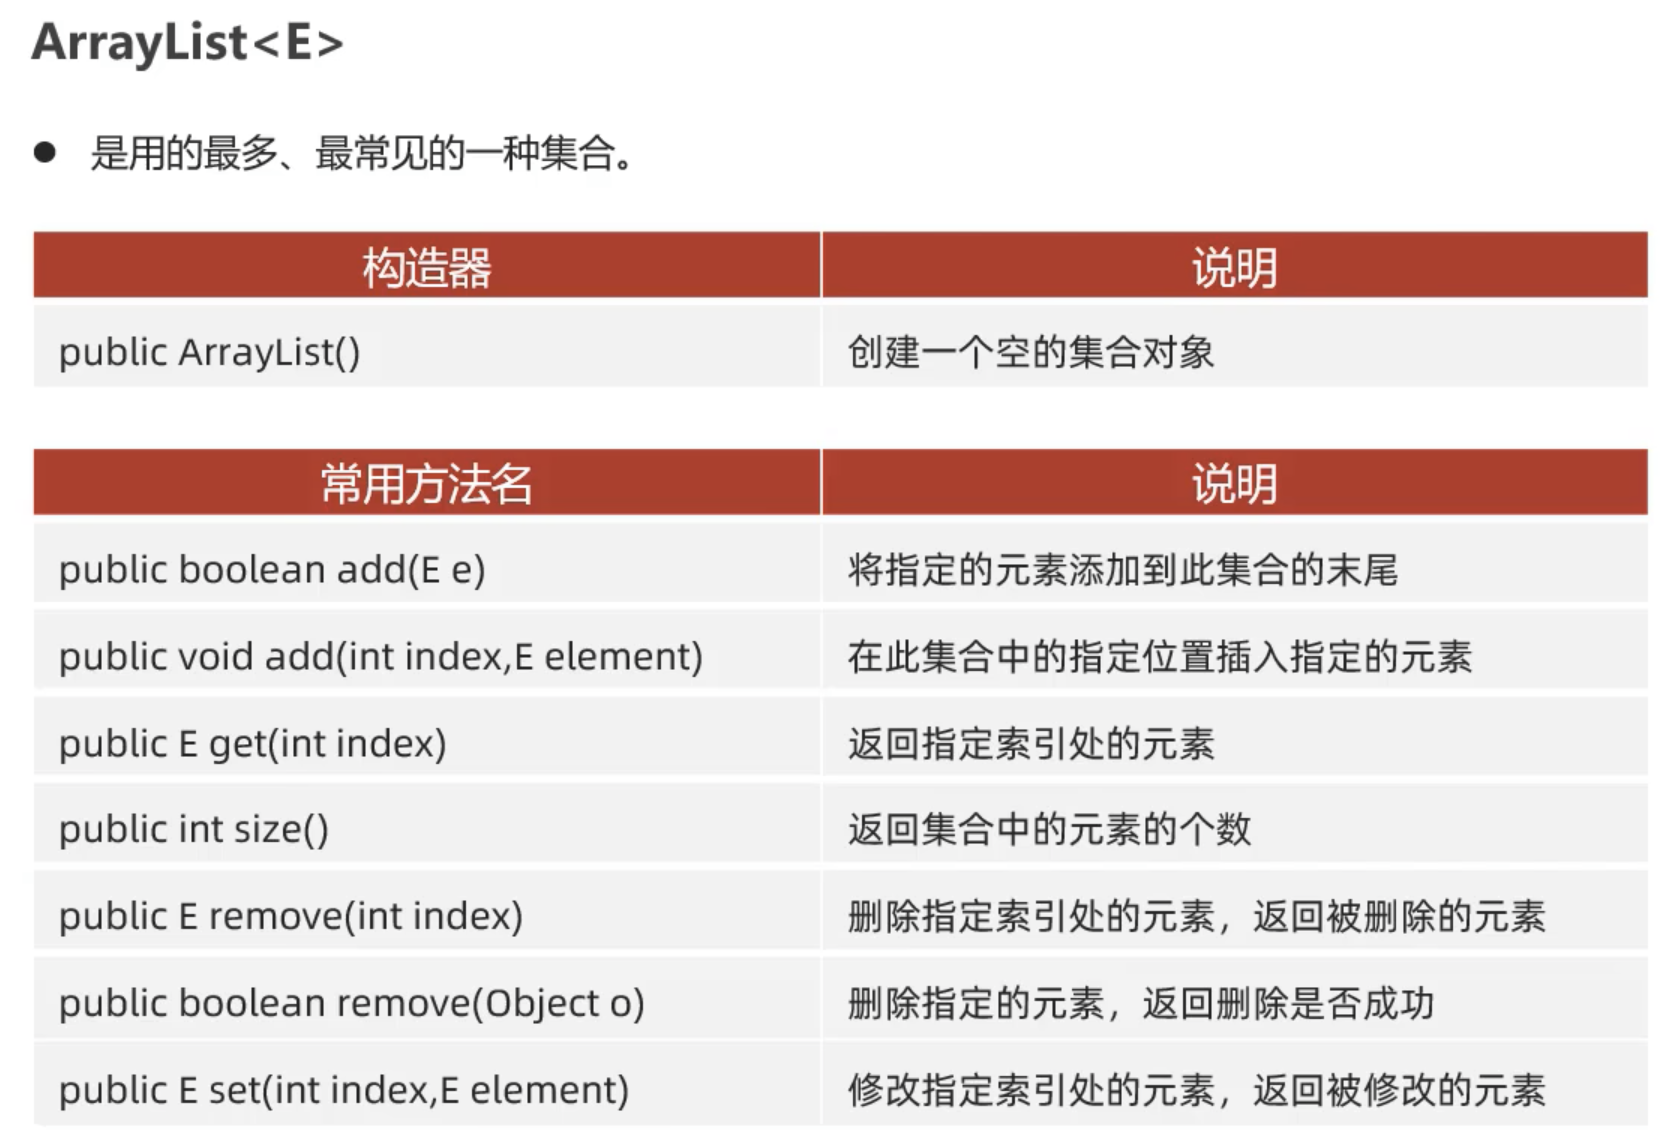 ArrayList<E>
● 是用的最多、最常见的一种集合。
构造器 说明
public ArrayList() 创建一个空的集合对象
常用方法名 说明
public boolean add(E e) 将指定的元素添加到此集合的末尾
public void add(int index,E element) 在此集合中的指定位置插入指定的元素
public E get(int index) 返回指定索引处的元素
public int size() 返回集合中的元素的个数
public E remove(int index) 删除指定索引处的元素，返回被删除的元素
public boolean remove(Object o) 删除指定的元素，返回删除是否成功
public E set(int index,E element) 修改指定索引处的元素，返回被修改的元素